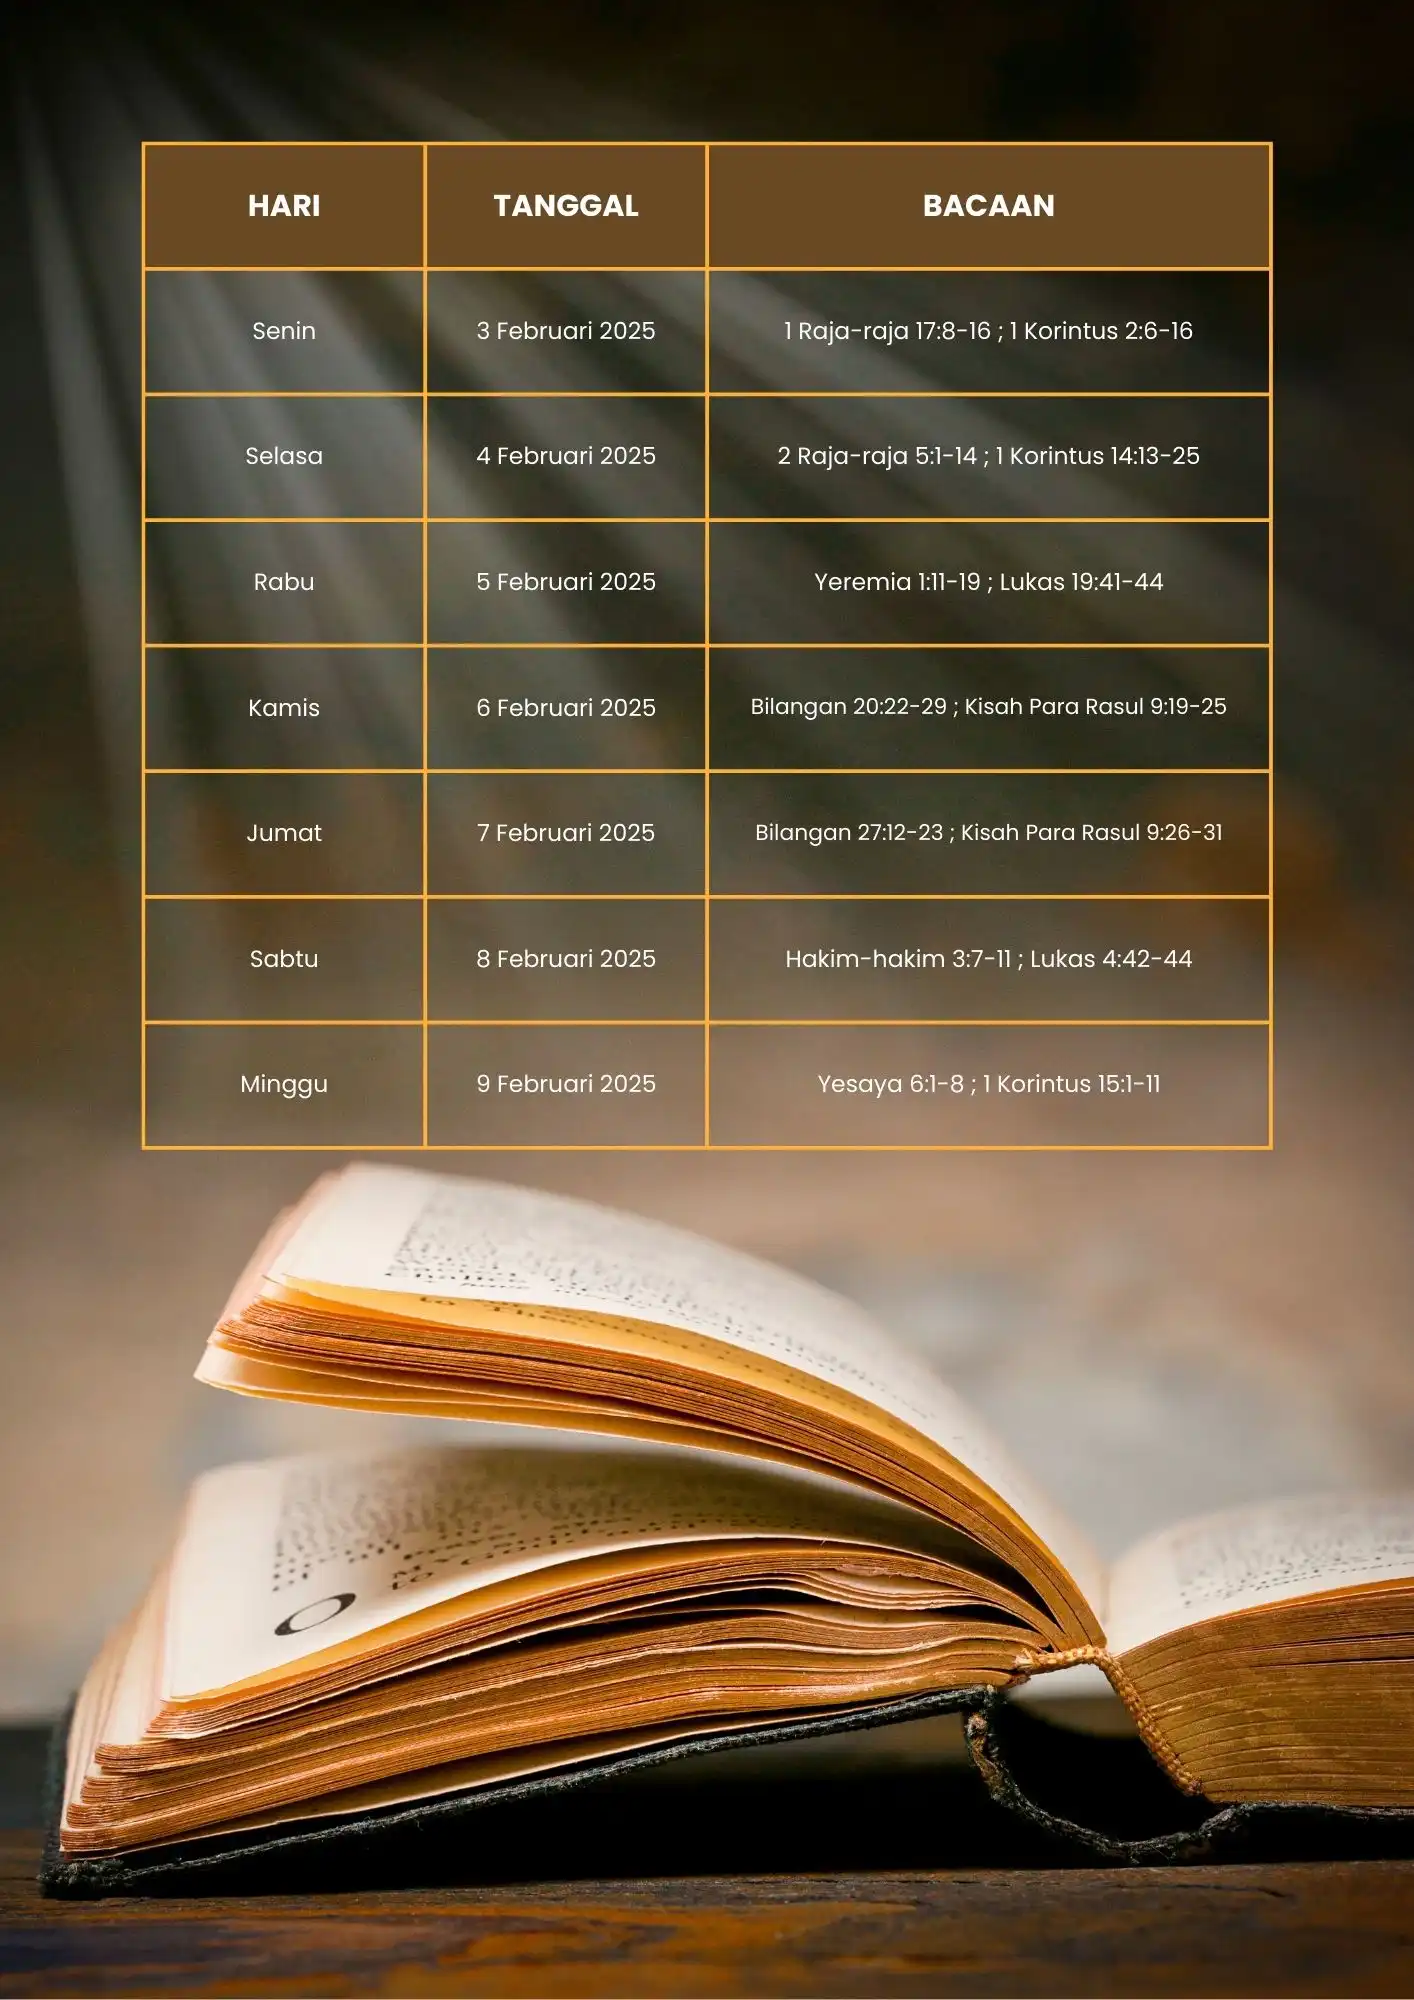 HARI TANGGAL BACAAN
Senin 3 Februari 2025 1 Raja-raja 17:8-16 ; 1 Korintus 2:6-16
Selasa 4 Februari 2025 2 Raja-raja 5:1-14 ; 1 Korintus 14:13-25
Rabu 5 Februari 2025 Yeremia 1:11-19 ; Lukas 19:41-44
Kamis 6 Februari 2025 Bilangan 20:22-29 ; Kisah Para Rasul 9:19-25
Jumat 7 Februari 2025 Bilangan 27:12-23 ; Kisah Para Rasul 9:26-31
Sabtu 8 Februari 2025 Hakim-hakim 3:7-11 ; Lukas 4:42-44
Minggu 9 Februari 2025 Yesaya 6:1-8 ; 1 Korintus 15:1-11